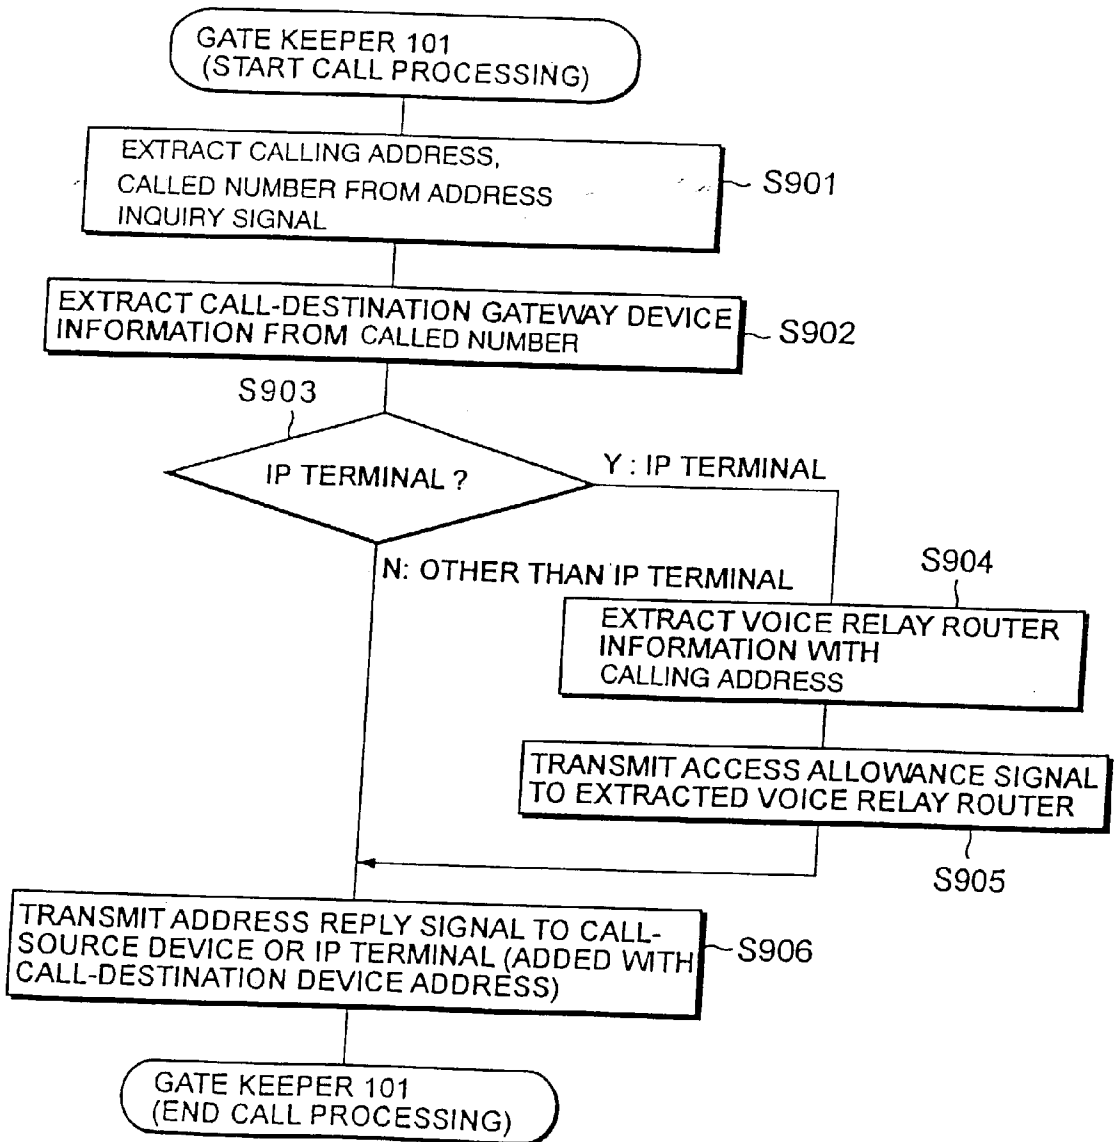 GATE KEEPER 101
(START CALL PROCESSING)
EXTRACT CALLING ADDRESS,
CALLED NUMBER FROM ADDRESS
INQUIRY SIGNAL
S901
EXTRACT CALL-DESTINATION GATEWAY DEVICE
INFORMATION FROM CALLED NUMBER
S902
S903
IP TERMINAL ?
Y : IP TERMINAL
N: OTHER THAN IP TERMINAL
S904
EXTRACT VOICE RELAY ROUTER
INFORMATION WITH
CALLING ADDRESS
TRANSMIT ACCESS ALLOWANCE SIGNAL
TO EXTRACTED VOICE RELAY ROUTER
S905
TRANSMIT ADDRESS REPLY SIGNAL TO CALL-
SOURCE DEVICE OR IP TERMINAL (ADDED WITH
CALL-DESTINATION DEVICE ADDRESS)
S906
GATE KEEPER 101
(END CALL PROCESSING)